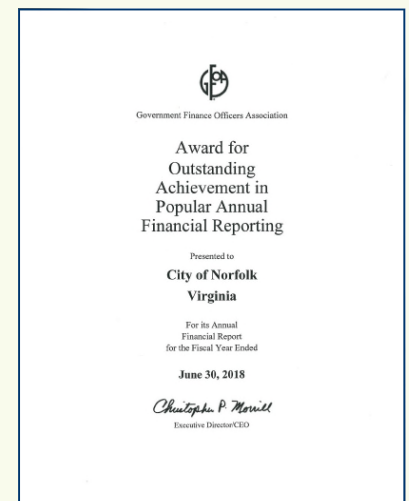 GFOA
Government Finance Officers Association
Award for
Outstanding
Achievement in
Popular Annual
Financial Reporting
Presented to
City of Norfolk
Virginia
For its Annual
Financial Report
for the Fiscal Year Ended
June 30, 2018
Christopher P. Morrill
Executive Director/CEO